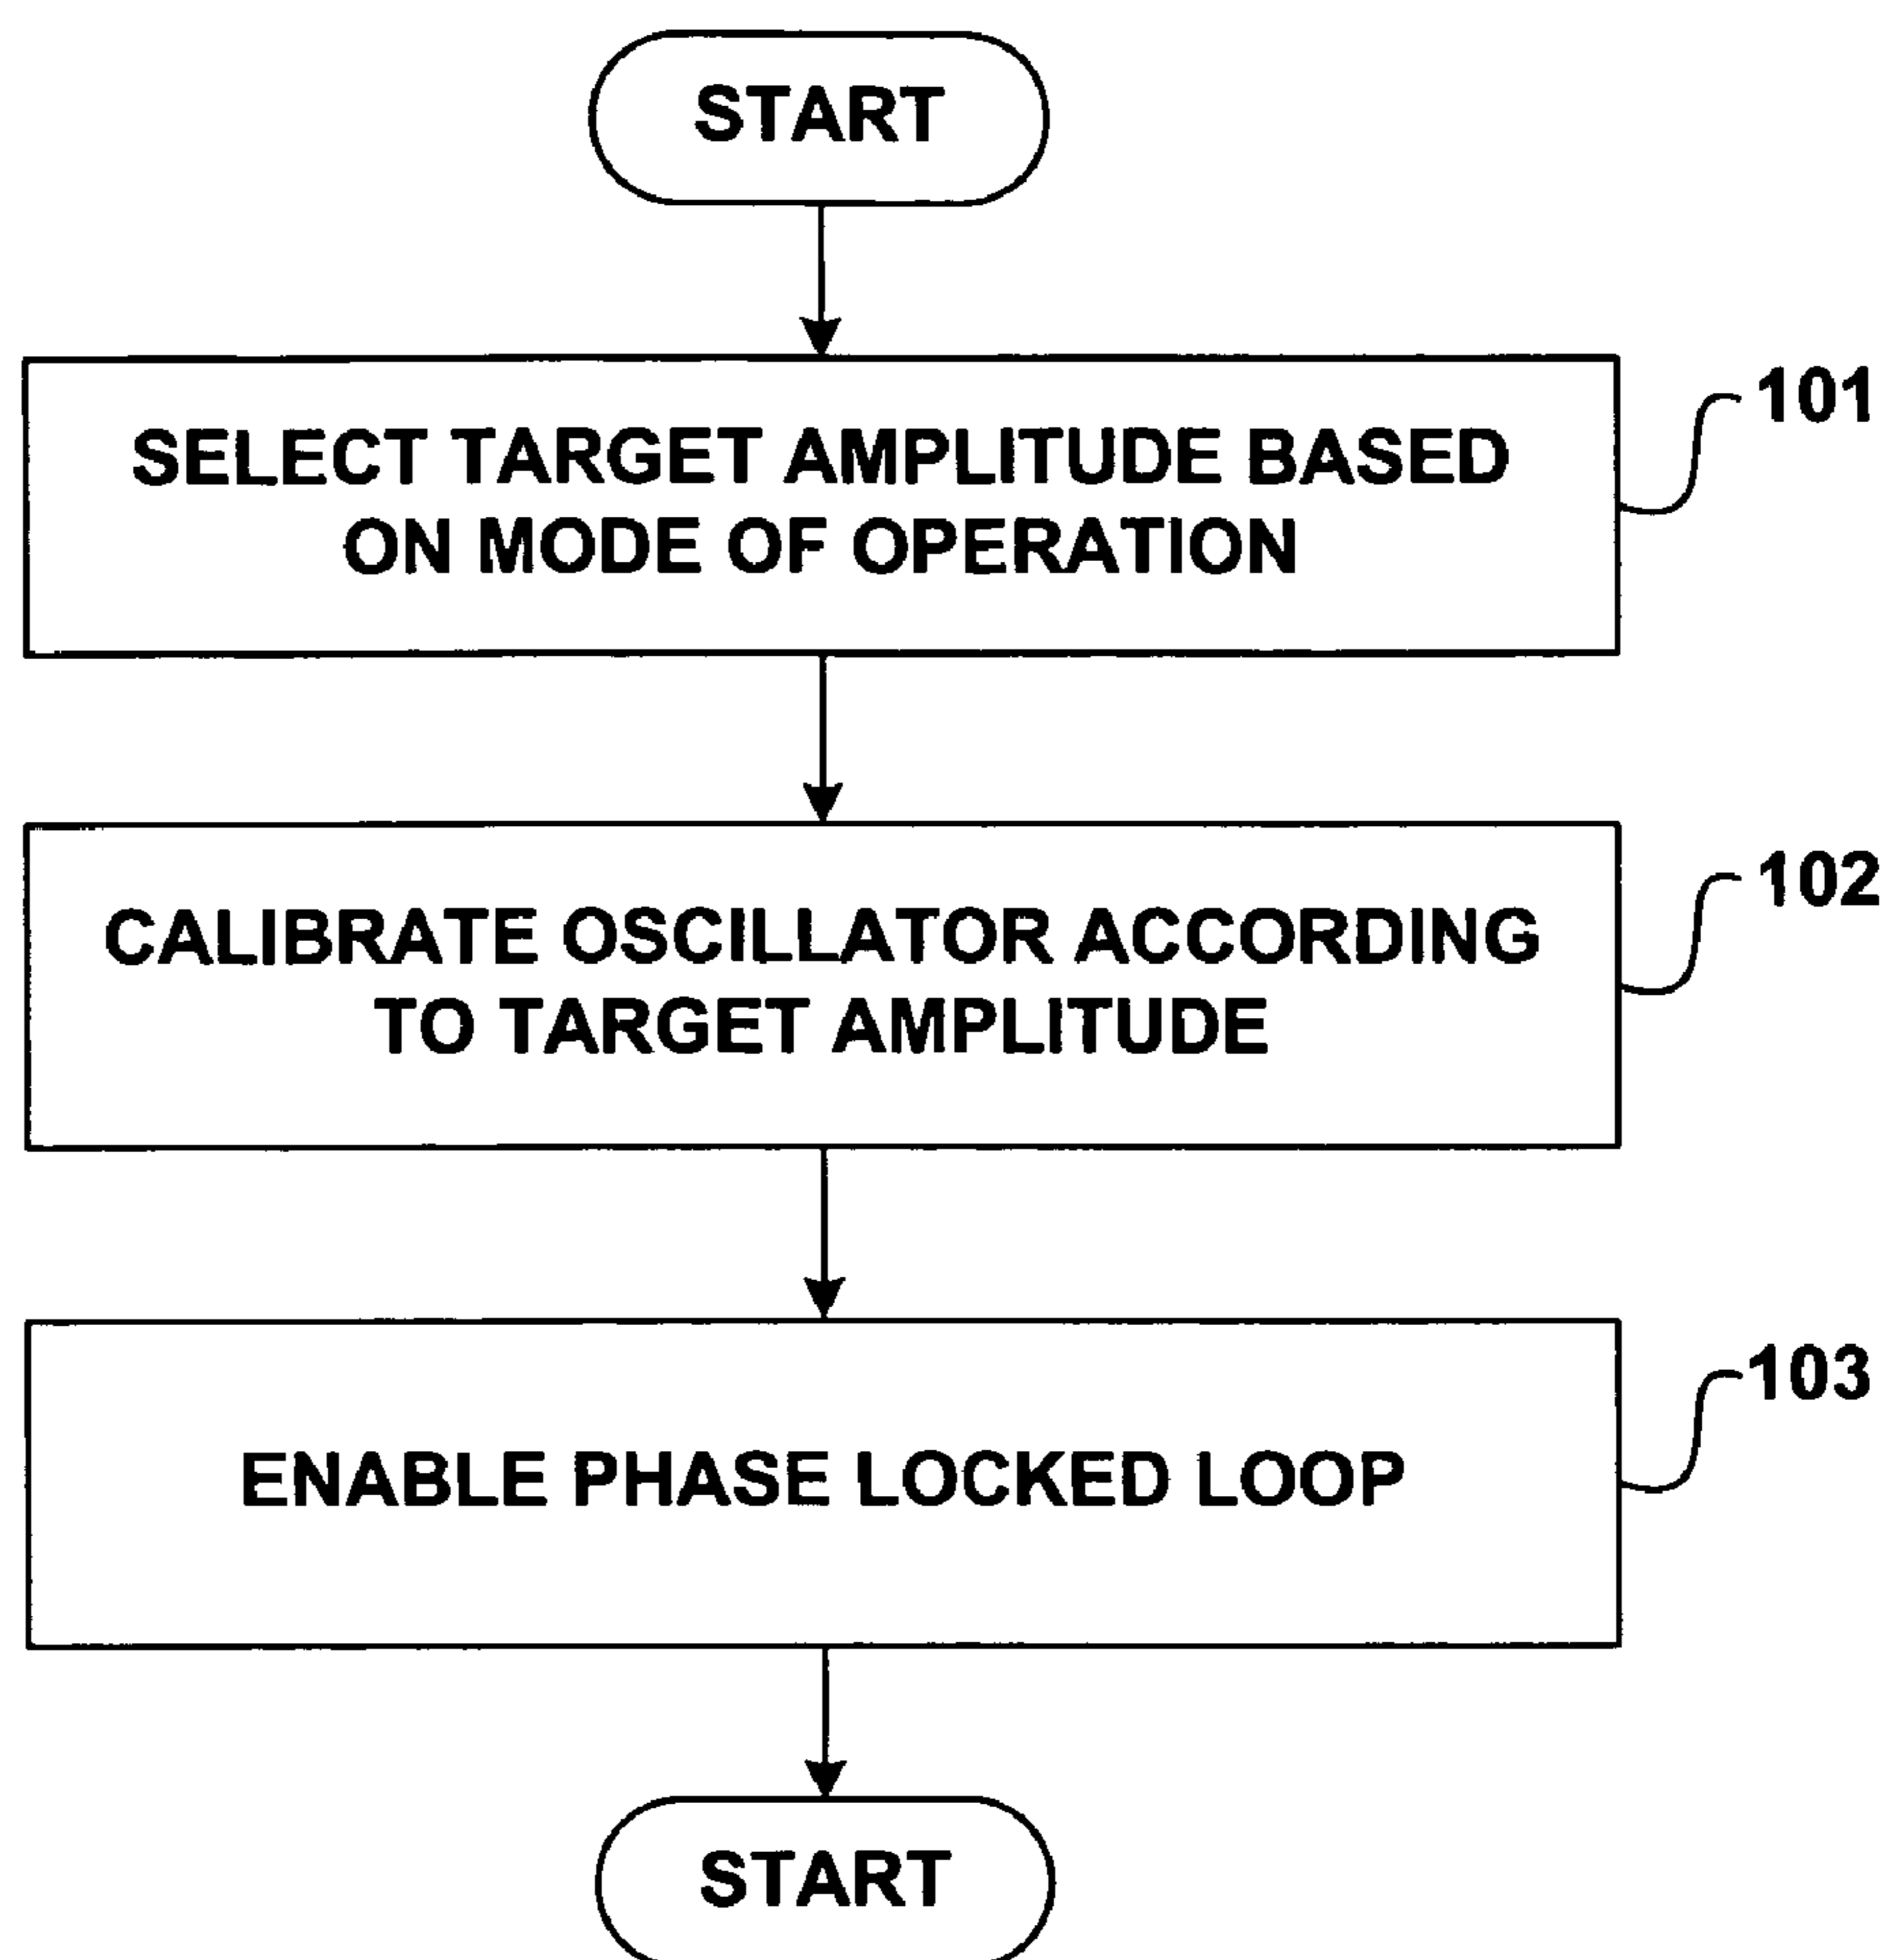 START
101
SELECT TARGET AMPLITUDE BASED
ON MODE OF OPERATION
102
CALIBRATE OSCILLATOR ACCORDING
TO TARGET AMPLITUDE
103
ENABLE PHASE LOCKED LOOP
START